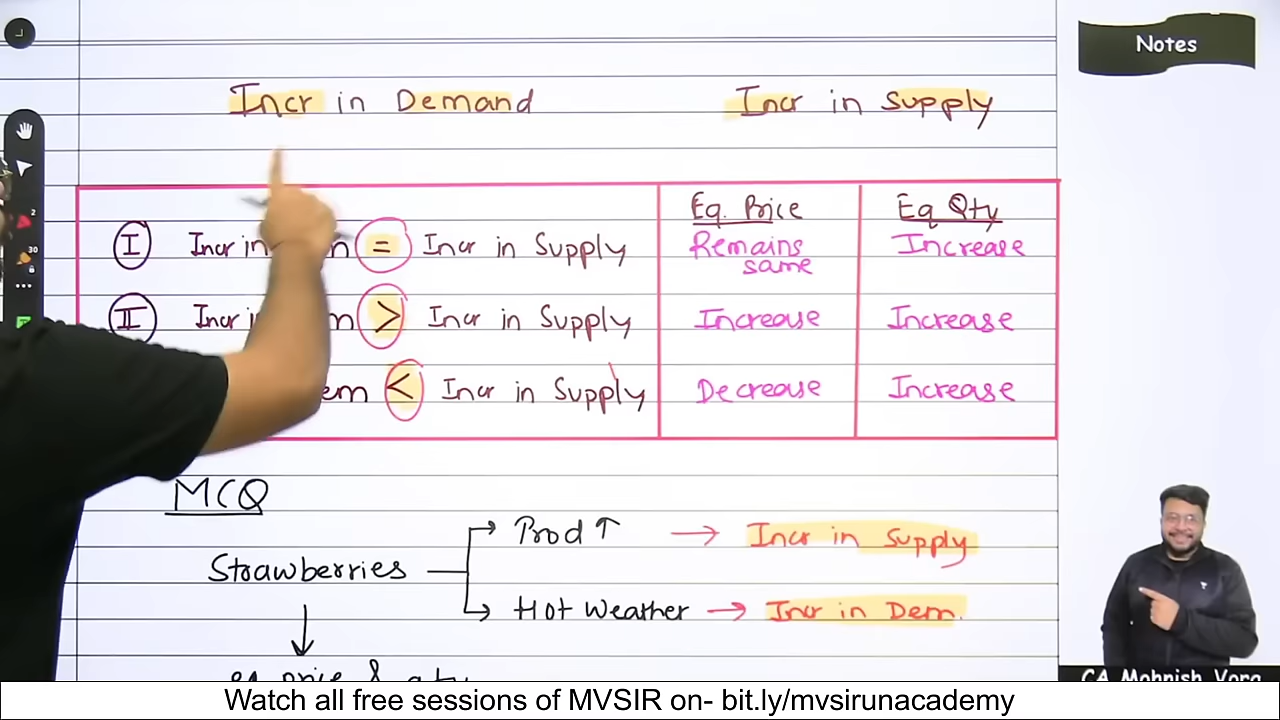 Notes
Incr in Demand Incr in Supply
Eq. Price Eq Qty
I Incr in = Incr in Supply Remains same Increase
II Incr > Incr in Supply Increase Increase
em < Incr in Supply Decrease Increase
MCQ
Prod ↑ → Incr in Supply
Strawberries
Hot Weather → Incr in Dem.
CA Mohnish Vora
Watch all free sessions of MVSIR on- bit.ly/mvsirunacademy